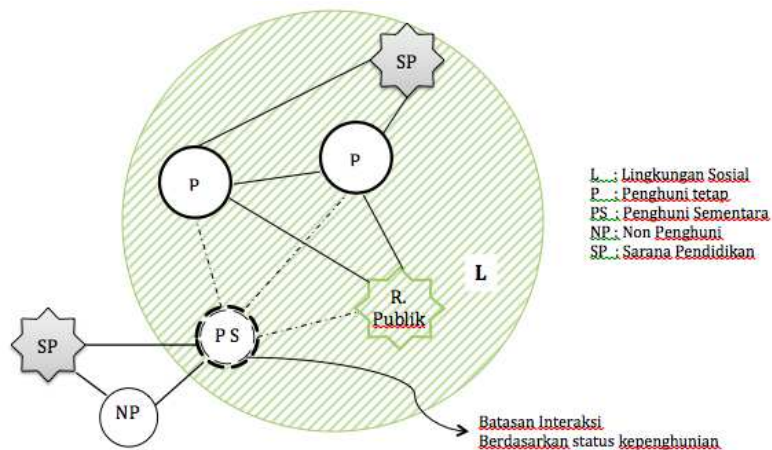 SP
P
P
L : Lingkungan Sosial
P : Penghuni tetap
PS : Penghuni Sementara
NP : Non Penghuni
SP : Sarana Pendidikan
L
R.
Publik
P S
SP
NP
Batasan Interaksi
Berdasarkan status kepenghunian